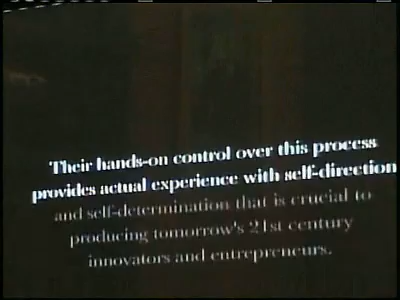 Their hands-on control over this process
provides actual experience with self-direction
and self-determination that is crucial to
producing tomorrow's 21st century
innovators and entrepreneurs.